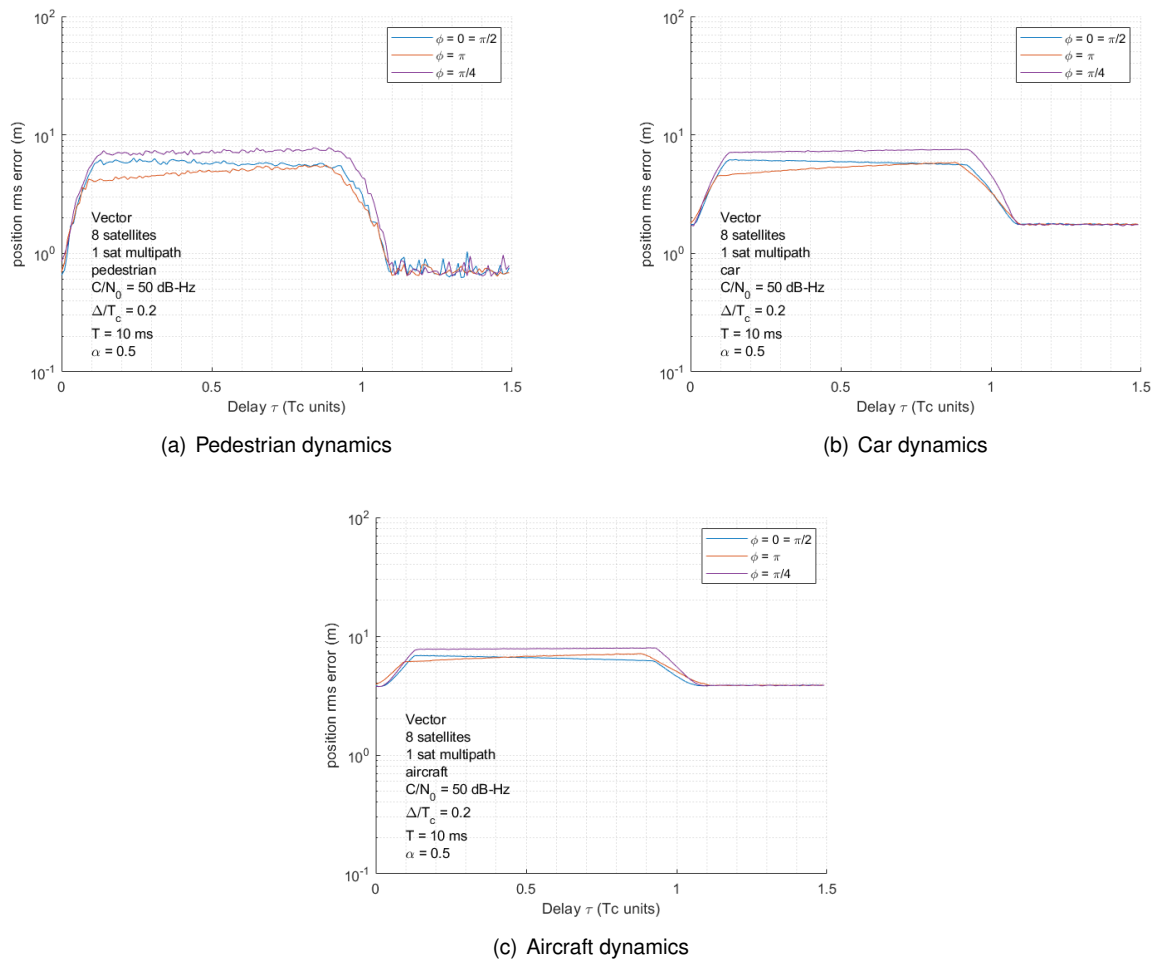 10²
10¹
10⁰
10⁻¹
position rms error (m)
ϕ = 0 = π/2
ϕ = π
ϕ = π/4
Vector
8 satellites
1 sat multipath
pedestrian
C/N₀ = 50 dB-Hz
Δ/T_c = 0.2
T = 10 ms
α = 0.5
0 0.5 1 1.5
Delay τ (Tc units)
(a) Pedestrian dynamics
10²
10¹
10⁰
10⁻¹
position rms error (m)
ϕ = 0 = π/2
ϕ = π
ϕ = π/4
Vector
8 satellites
1 sat multipath
car
C/N₀ = 50 dB-Hz
Δ/T_c = 0.2
T = 10 ms
α = 0.5
0 0.5 1 1.5
Delay τ (Tc units)
(b) Car dynamics
10²
10¹
10⁰
10⁻¹
position rms error (m)
ϕ = 0 = π/2
ϕ = π
ϕ = π/4
Vector
8 satellites
1 sat multipath
aircraft
C/N₀ = 50 dB-Hz
Δ/T_c = 0.2
T = 10 ms
α = 0.5
0 0.5 1 1.5
Delay τ (Tc units)
(c) Aircraft dynamics